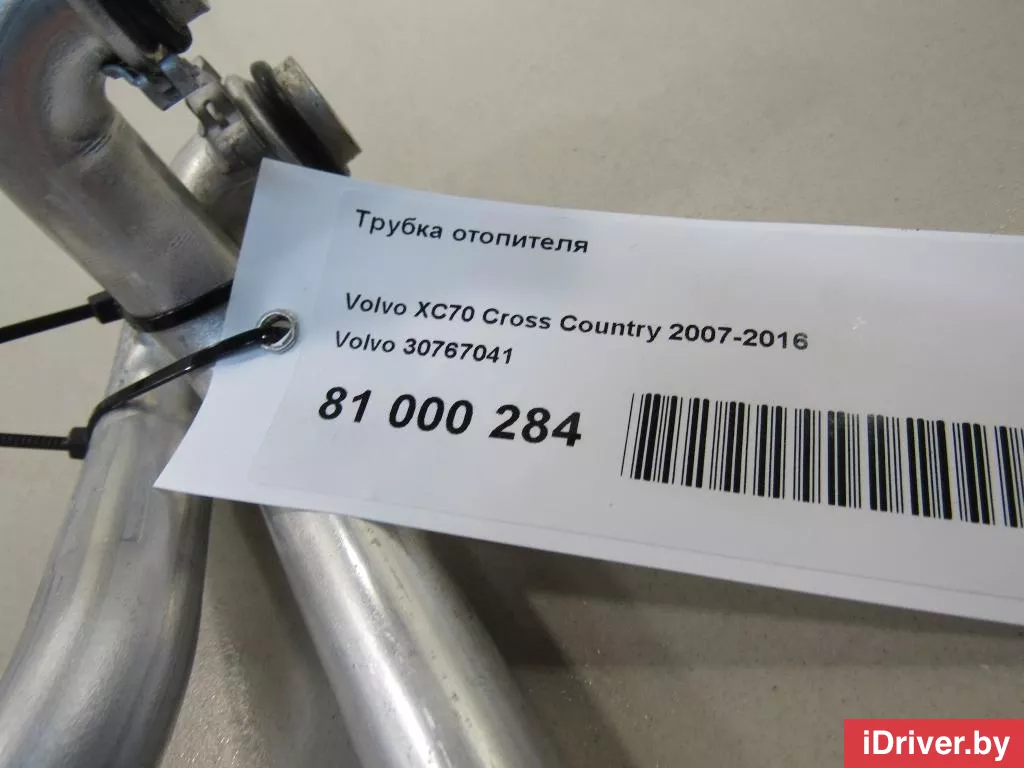 Трубка отопителя
Volvo XC70 Cross Country 2007-2016
Volvo 30767041
81 000 284
iDriver.by